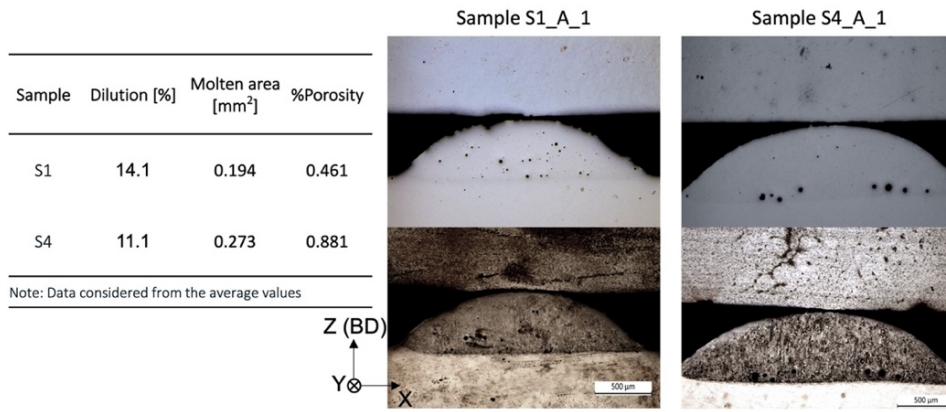 Sample S1_A_1
Sample S4_A_1
Sample Dilution [%] Molten area [mm²] %Porosity
S1 14.1 0.194 0.461
S4 11.1 0.273 0.881
Note: Data considered from the average values
Z (BD)
Y
X
500 µm
500 µm